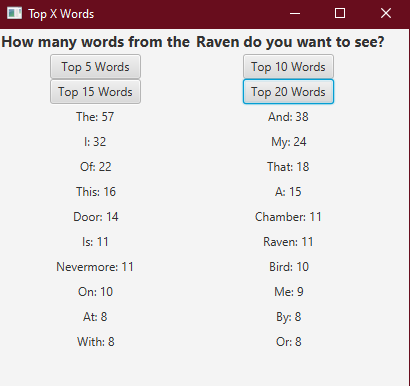 Top X Words
How many words from the Raven do you want to see?
Top 5 Words Top 10 Words
Top 15 Words Top 20 Words
The: 57 And: 38
I: 32 My: 24
Of: 22 That: 18
This: 16 A: 15
Door: 14 Chamber: 11
Is: 11 Raven: 11
Nevermore: 11 Bird: 10
On: 10 Me: 9
At: 8 By: 8
With: 8 Or: 8